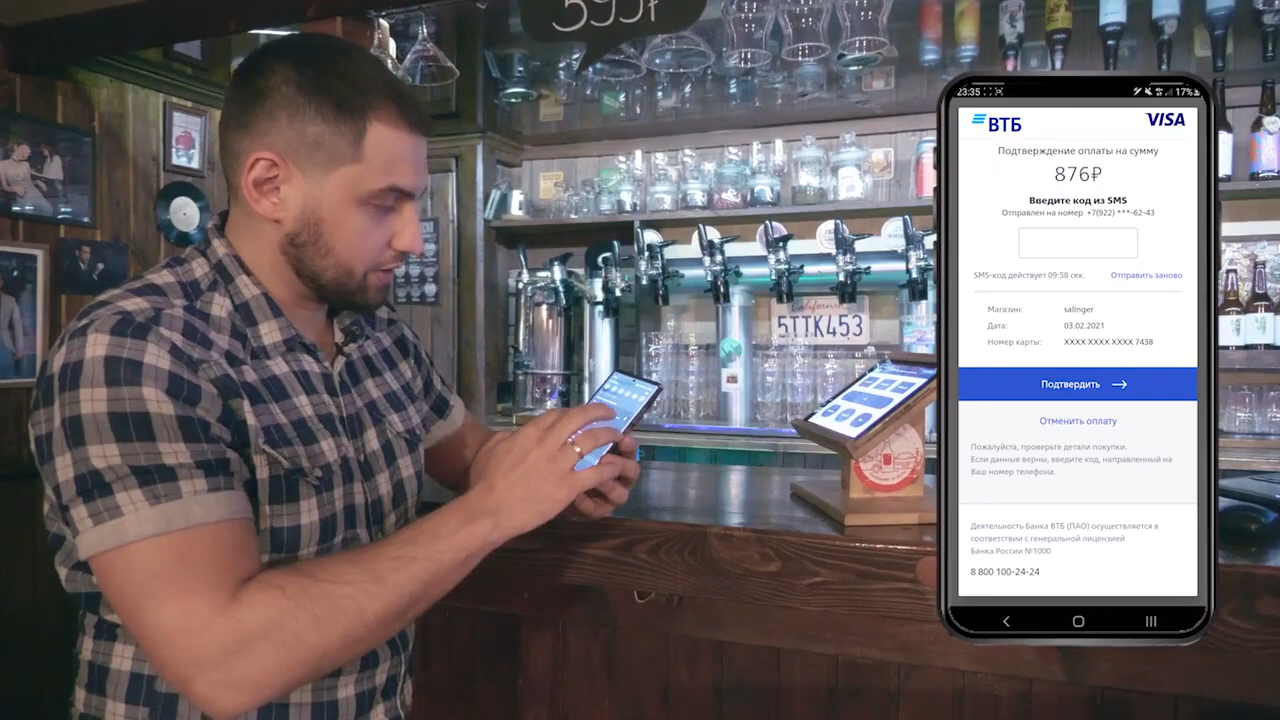 595₽
5TTK453
23:35
17%
ВТБ
VISA
Подтверждение оплаты на сумму
876₽
Введите код из SMS
Отправлен на номер +7(922) ***-62-43
SMS-код действует 09:58 сек.
Отправить заново
Магазин: salinger
Дата: 03.02.2021
Номер карты: XXXX XXXX XXXX 7438
Подтвердить
Отменить оплату
Пожалуйста, проверьте детали покупки.
Если данные верны, введите код, направленный на
Ваш номер телефона.
Деятельность Банка ВТБ (ПАО) осуществляется в
соответствии с генеральной лицензией
Банка России №1000
8 800 100-24-24